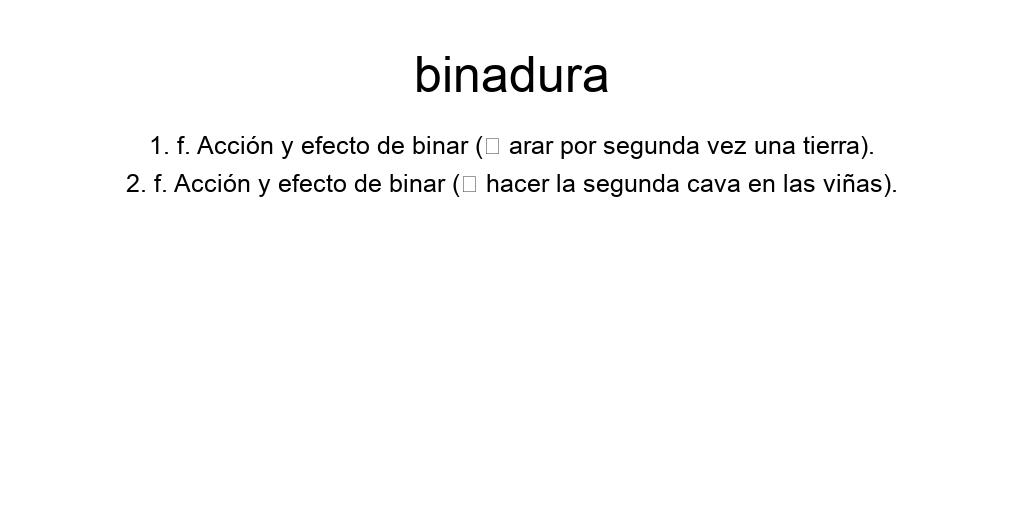 binadura
1. f. Acción y efecto de binar (□ arar por segunda vez una tierra).
2. f. Acción y efecto de binar (□ hacer la segunda cava en las viñas).